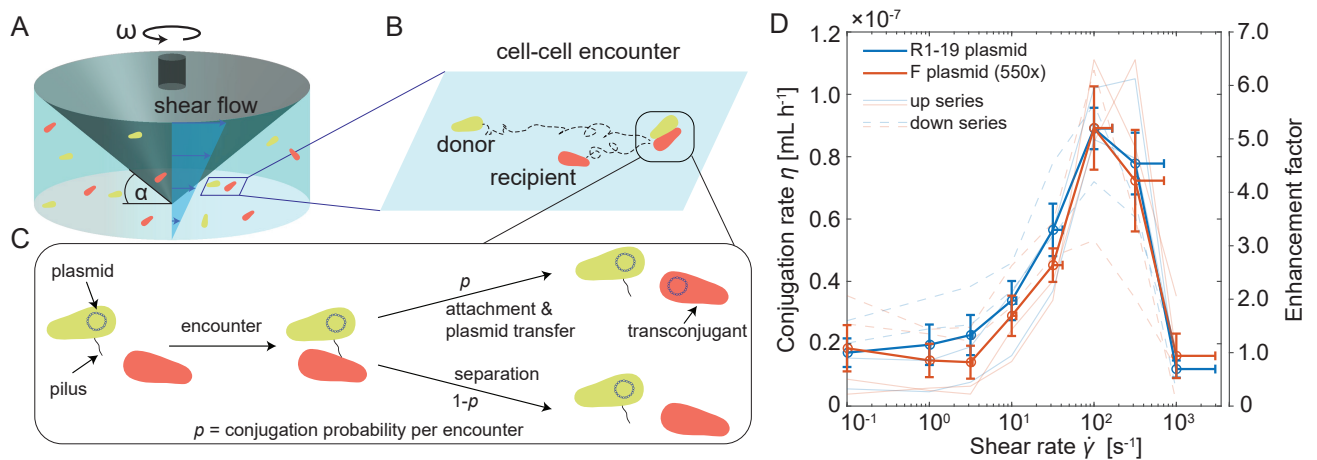 A
ω
shear flow
α
B
cell-cell encounter
donor
recipient
C
plasmid
pilus
encounter
p
attachment &
plasmid transfer
transconjugant
separation
1-p
p = conjugation probability per encounter
D
×10⁻⁷
Conjugation rate η [mL h⁻¹]
1.2
1.0
0.8
0.6
0.4
0.2
0
R1-19 plasmid
F plasmid (550x)
up series
down series
7.0
6.0
5.0
4.0
3.0
2.0
1.0
0
Enhancement factor
10⁻¹ 10⁰ 10¹ 10² 10³
Shear rate γ̇ [s⁻¹]